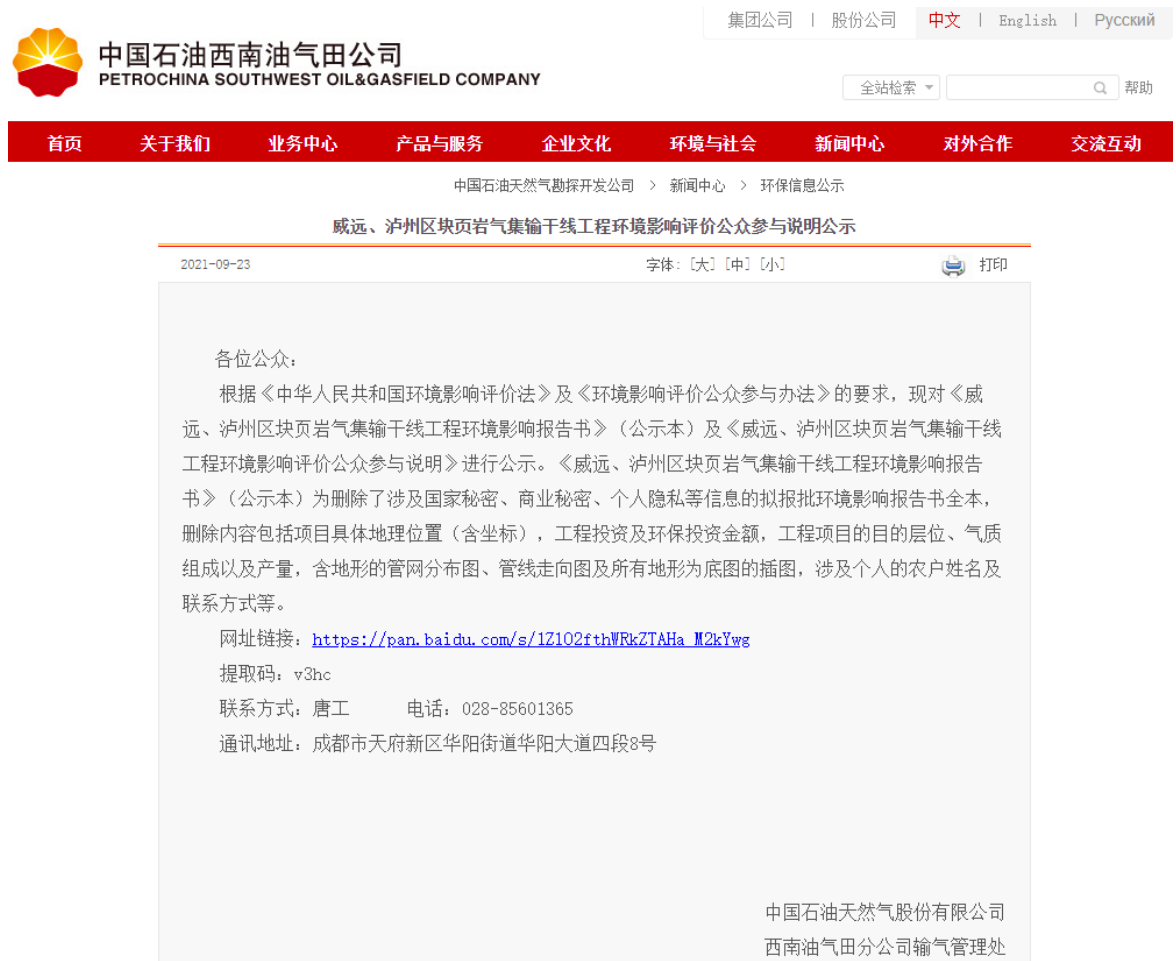 集团公司 | 股份公司 中文 | English | Русский
中国石油西南油气田公司
PETROCHINA SOUTHWEST OIL&GASFIELD COMPANY
全站检索 帮助
首页 关于我们 业务中心 产品与服务 企业文化 环境与社会 新闻中心 对外合作 交流互动
中国石油天然气勘探开发公司 > 新闻中心 > 环保信息公示
威远、泸州区块页岩气集输干线工程环境影响评价公众参与说明公示
2021-09-23 字体：[大] [中] [小] 打印
各位公众：
根据《中华人民共和国环境影响评价法》及《环境影响评价公众参与办法》的要求，现对《威
远、泸州区块页岩气集输干线工程环境影响报告书》（公示本）及《威远、泸州区块页岩气集输干线
工程环境影响评价公众参与说明》进行公示。《威远、泸州区块页岩气集输干线工程环境影响报告
书》（公示本）为删除了涉及国家秘密、商业秘密、个人隐私等信息的拟报批环境影响报告书全本，
删除内容包括项目具体地理位置（含坐标），工程投资及环保投资金额，工程项目的目的层位、气质
组成以及产量，含地形的管网分布图、管线走向图及所有地形为底图的插图，涉及个人的农户姓名及
联系方式等。
网址链接：https://pan.baidu.com/s/1Z1O2fthWRkZTAHa_M2kYwg
提取码：v3hc
联系方式：唐工 电话：028-85601365
通讯地址：成都市天府新区华阳街道华阳大道四段8号
中国石油天然气股份有限公司
西南油气田分公司输气管理处